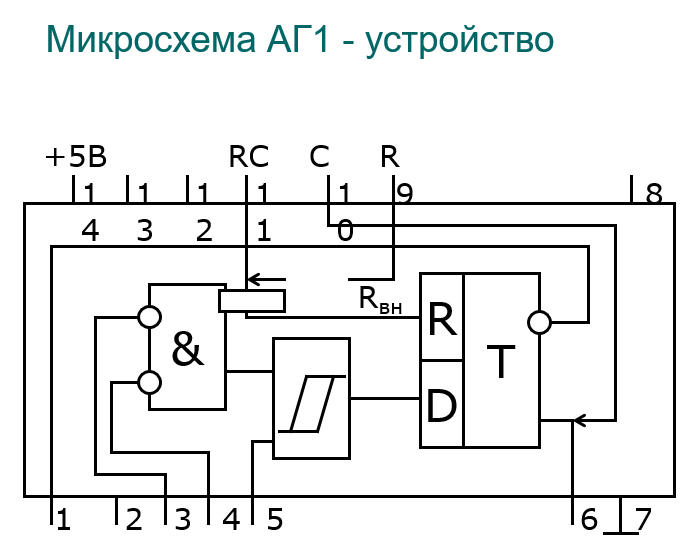 Микросхема АГ1 - устройство
+5В RC C R
1 1 1 1 1 9 8
4 3 2 1 0
Rвн
R
& T
D
1 2 3 4 5 6 7